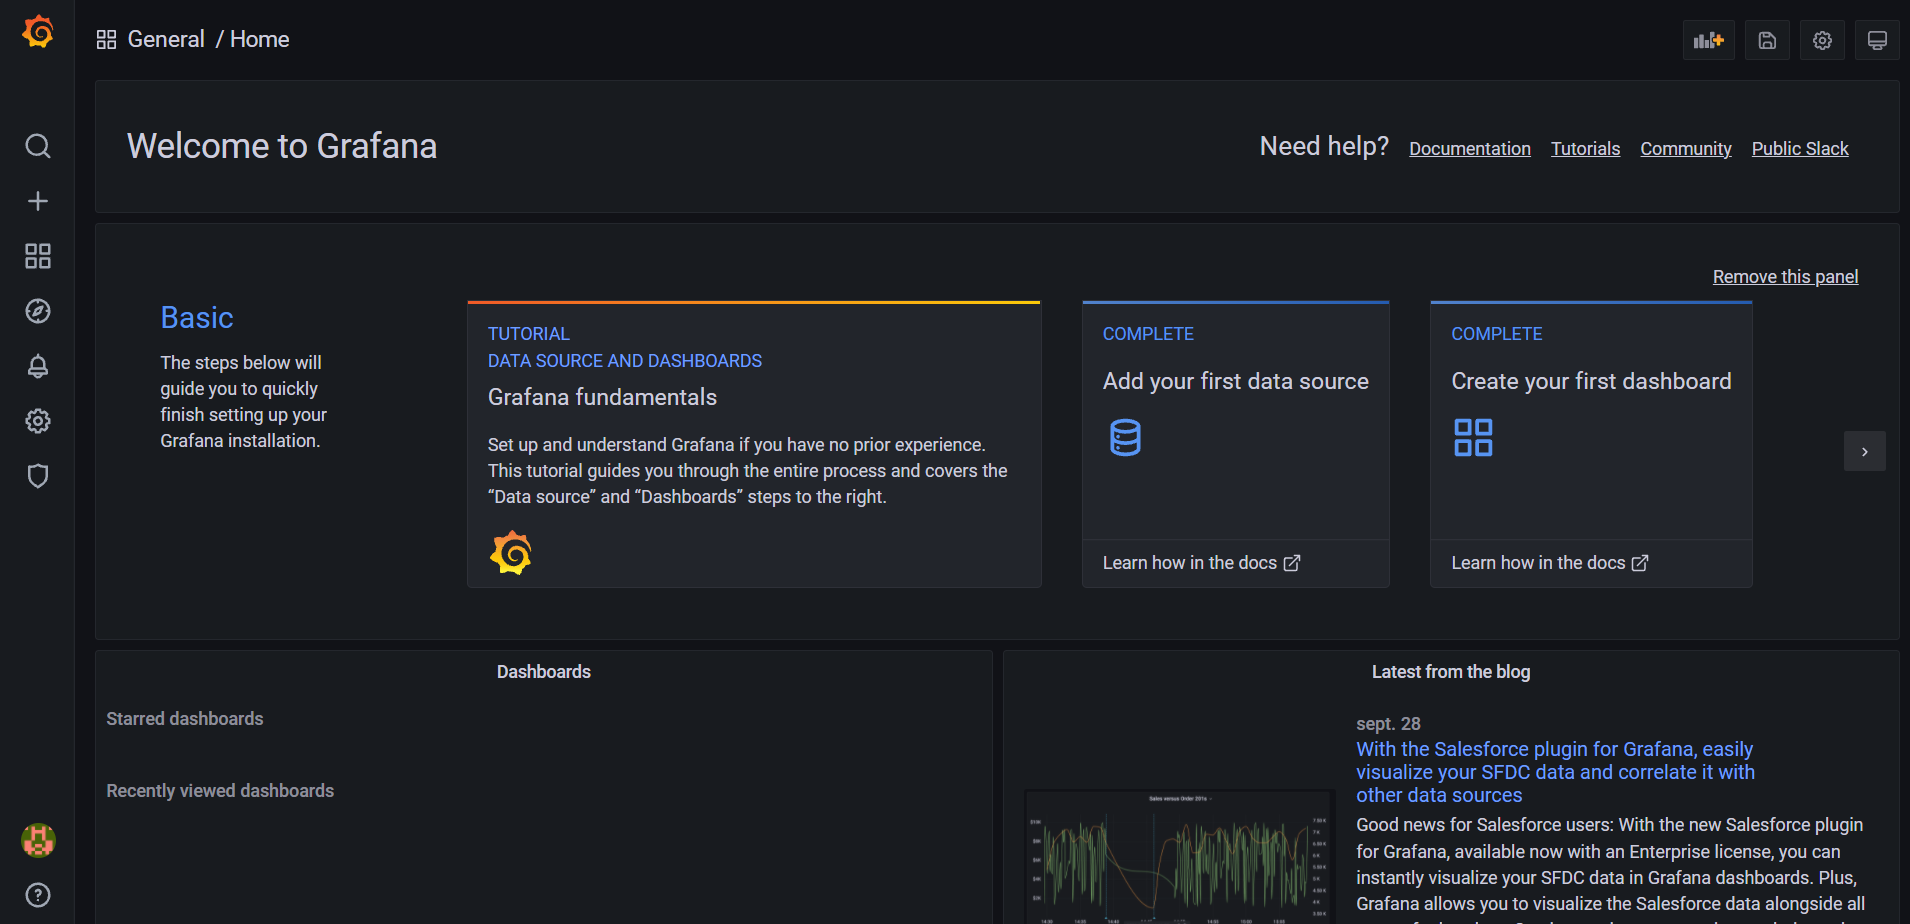 General / Home
Welcome to Grafana
Need help? Documentation Tutorials Community Public Slack
Remove this panel
Basic
The steps below will
guide you to quickly
finish setting up your
Grafana installation.
TUTORIAL
DATA SOURCE AND DASHBOARDS
Grafana fundamentals
Set up and understand Grafana if you have no prior experience.
This tutorial guides you through the entire process and covers the
“Data source” and “Dashboards” steps to the right.
COMPLETE
Add your first data source
Learn how in the docs
COMPLETE
Create your first dashboard
Learn how in the docs
Dashboards
Starred dashboards
Recently viewed dashboards
Latest from the blog
sept. 28
With the Salesforce plugin for Grafana, easily
visualize your SFDC data and correlate it with
other data sources
Good news for Salesforce users: With the new Salesforce plugin
for Grafana, available now with an Enterprise license, you can
instantly visualize your SFDC data in Grafana dashboards. Plus,
Grafana allows you to visualize the Salesforce data alongside all
Sales versus Order